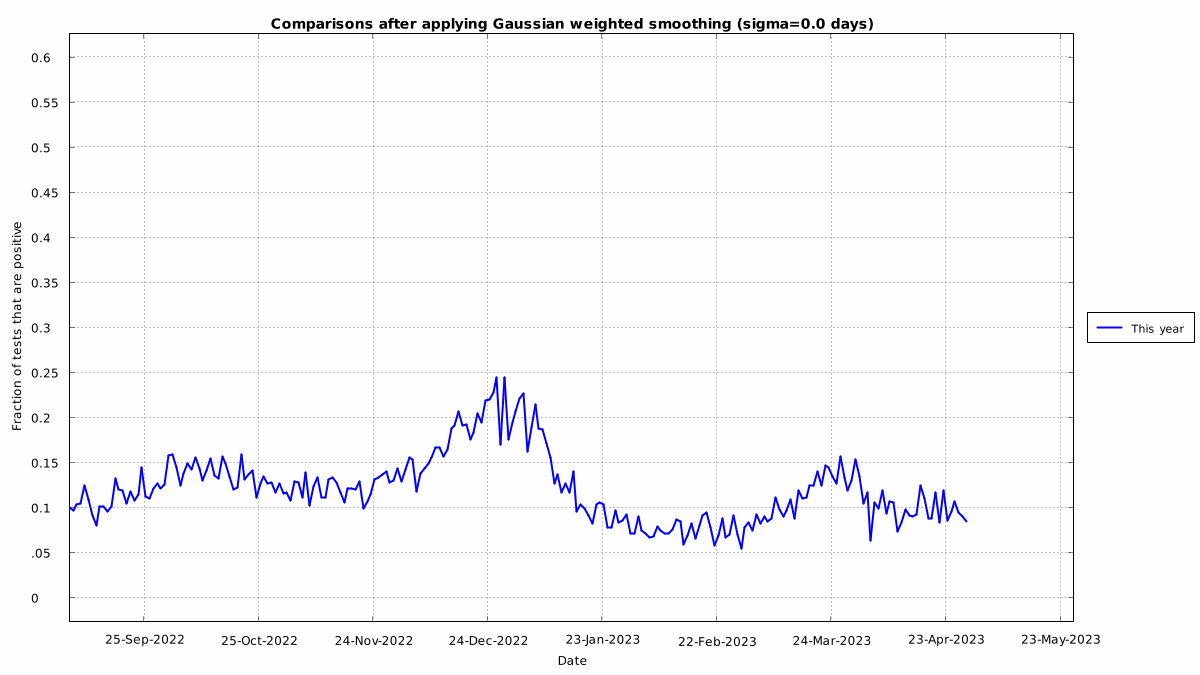 Comparisons after applying Gaussian weighted smoothing (sigma=0.0 days)
0.6
0.55
0.5
0.45
0.4
0.35
0.3
0.25
0.2
0.15
0.1
.05
0
Fraction of tests that are positive
This year
25-Sep-2022 25-Oct-2022 24-Nov-2022 24-Dec-2022 23-Jan-2023 22-Feb-2023 24-Mar-2023 23-Apr-2023 23-May-2023
Date